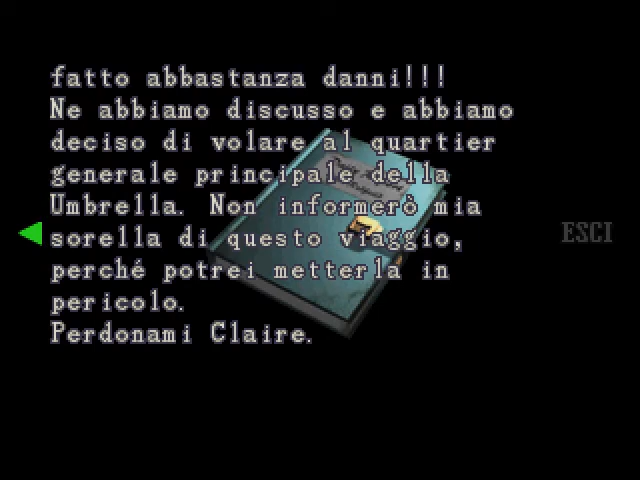 fatto abbastanza danni!!!
Ne abbiamo discusso e abbiamo
deciso di volare al quartier
generale principale della
Umbrella. Non informerò mia
sorella di questo viaggio,
perché potrei metterla in
pericolo.
Perdonami Claire.
ESCI